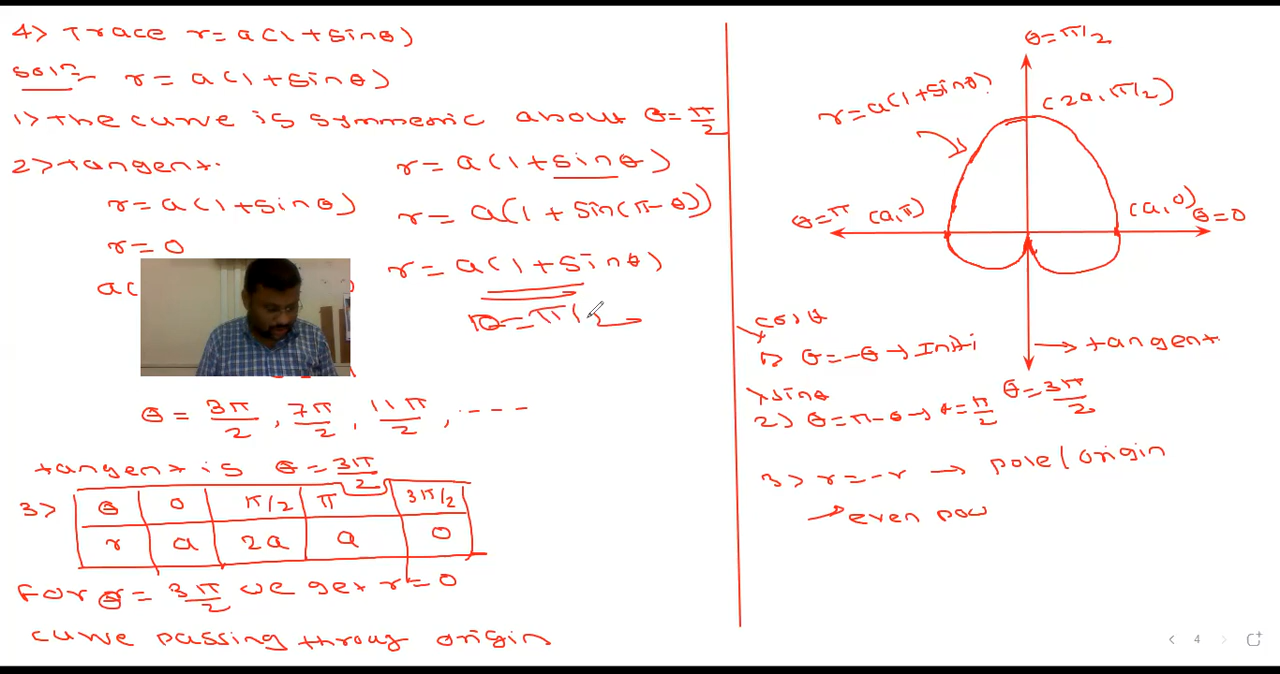 4> Trace r=a(1+sinθ)
Soln r = a(1+sinθ)
1> The curve is symmetric about θ=π/2
2> tangent.
r=a(1+sinθ)
r=0
a(
r=a(1+sinθ)
r=a(1+sin(π-θ))
r=a(1+sinθ)
θ=π/2
θ = 3π/2, 7π/2, 11π/2, ----
tangent is θ=3π/2
3>
θ 0 π/2 π 3π/2
r a 2a a 0
For θ= 3π/2 we get r=0
curve passing throug origin
θ=π/2
r=a(1+sinθ)
(2a, π/2)
θ=π (a,π) (a,0) θ=0
→ tangent
θ=3π/2
cosθ
1> θ=-θ→Initi
sinθ
2> θ=π-θ→θ=π/2
3> r=-r → pole/origin
→even pow
4